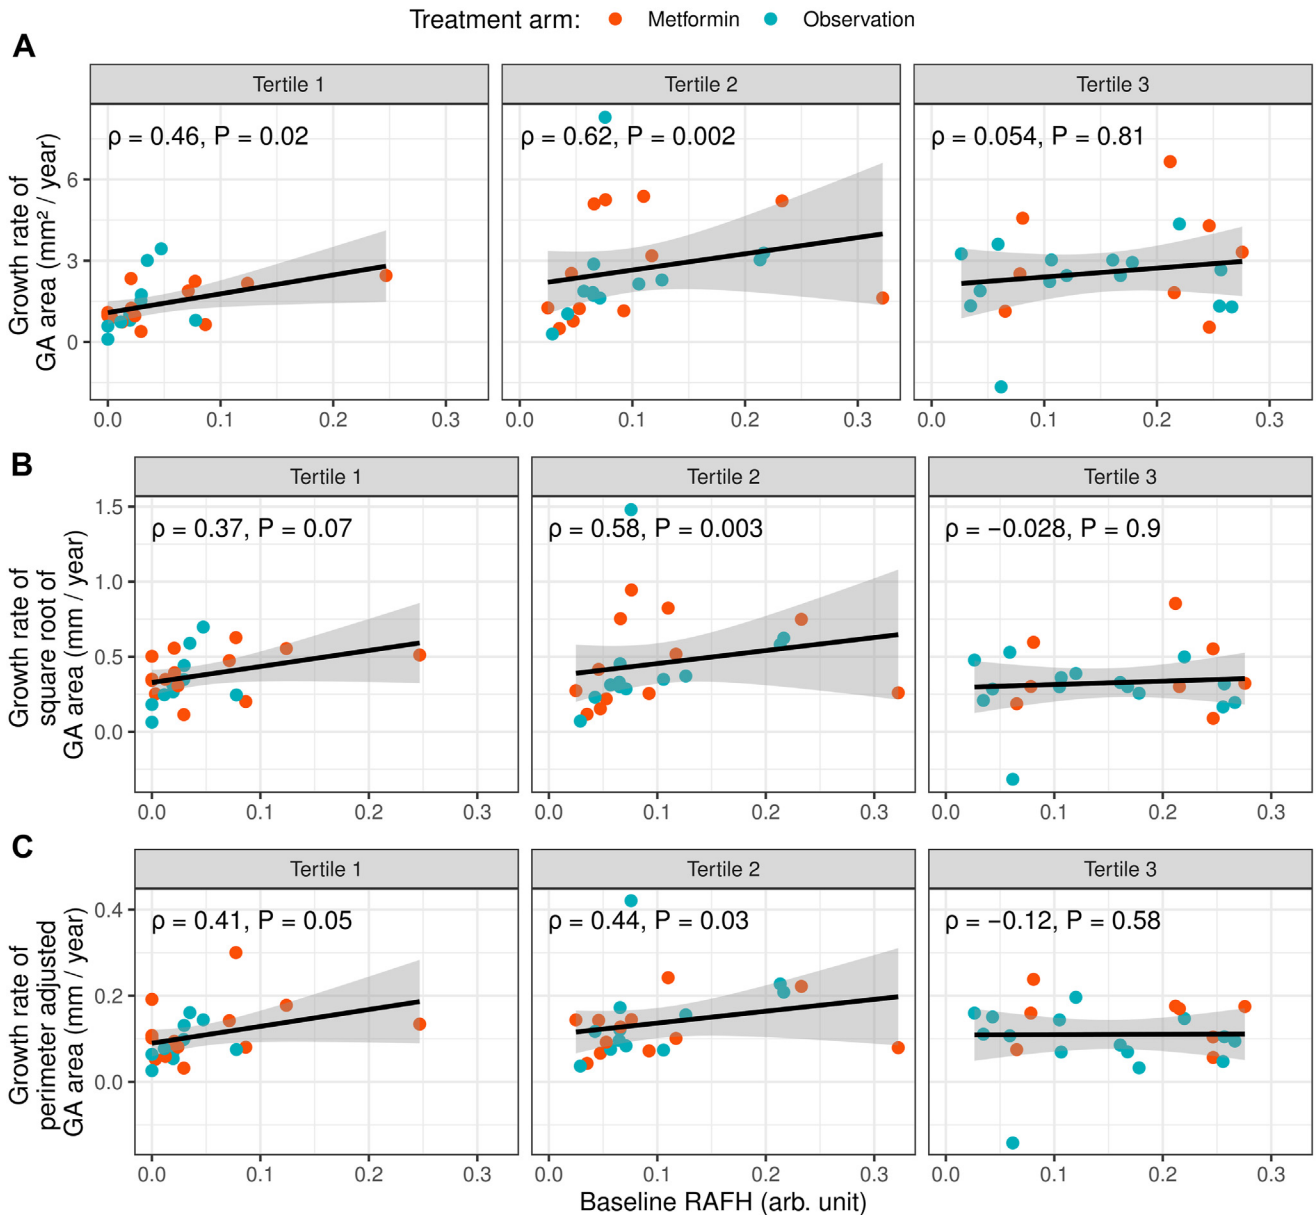 Treatment arm: Metformin Observation
A
Tertile 1 Tertile 2 Tertile 3
ρ = 0.46, P = 0.02 ρ = 0.62, P = 0.002 ρ = 0.054, P = 0.81
Growth rate of
GA area (mm² / year)
6
3
0
0.0 0.1 0.2 0.3 0.0 0.1 0.2 0.3 0.0 0.1 0.2 0.3
B
Tertile 1 Tertile 2 Tertile 3
ρ = 0.37, P = 0.07 ρ = 0.58, P = 0.003 ρ = −0.028, P = 0.9
Growth rate of
square root of
GA area (mm / year)
1.5
1.0
0.5
0.0
0.0 0.1 0.2 0.3 0.0 0.1 0.2 0.3 0.0 0.1 0.2 0.3
C
Tertile 1 Tertile 2 Tertile 3
ρ = 0.41, P = 0.05 ρ = 0.44, P = 0.03 ρ = −0.12, P = 0.58
Growth rate of
perimeter adjusted
GA area (mm / year)
0.4
0.2
0.0
0.0 0.1 0.2 0.3 0.0 0.1 0.2 0.3 0.0 0.1 0.2 0.3
Baseline RAFH (arb. unit)